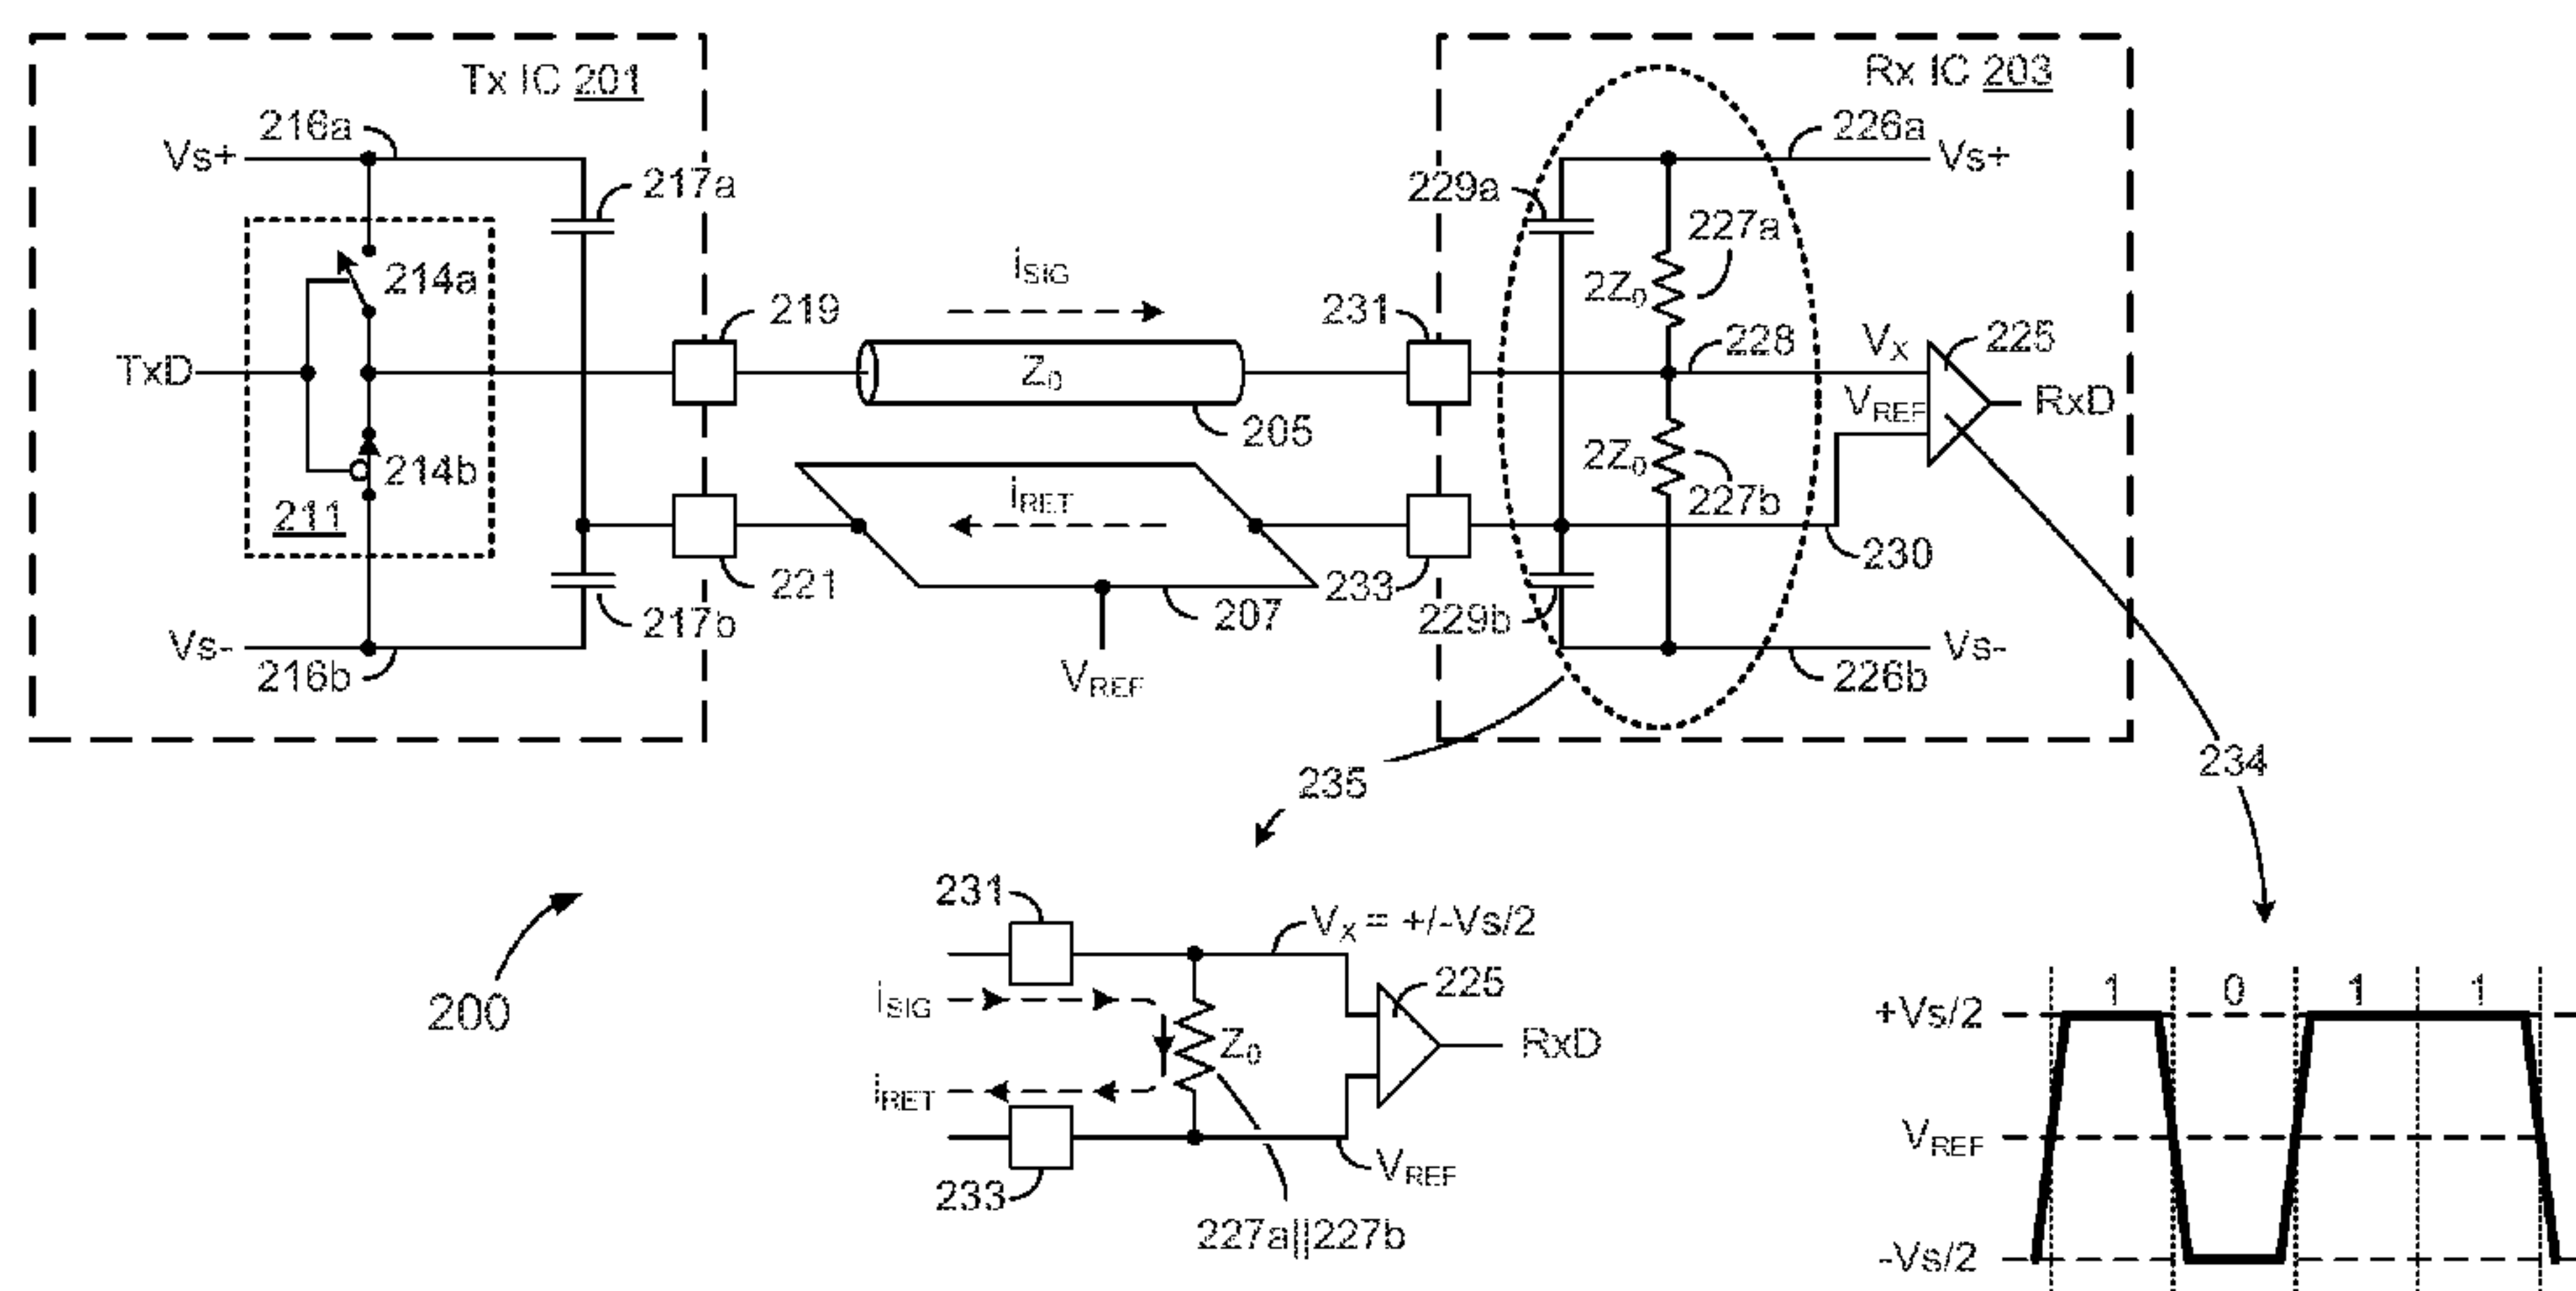 Tx IC 201
Rx IC 203
216a
226a
Vs+
Vs+
217a
229a
227a
214a
iSIG
2Z0
219
231
228
VX
225
TxD
Z0
VREF
RxD
205
214b
2Z0
211
iRET
227b
230
221
233
207
217b
229b
Vs-
Vs-
216b
VREF
226b
234
235
231
VX = +/-Vs/2
225
200
iSIG
Z0
RxD
iRET
VREF
233
227a||227b
1 0 1 1
+Vs/2
VREF
-Vs/2